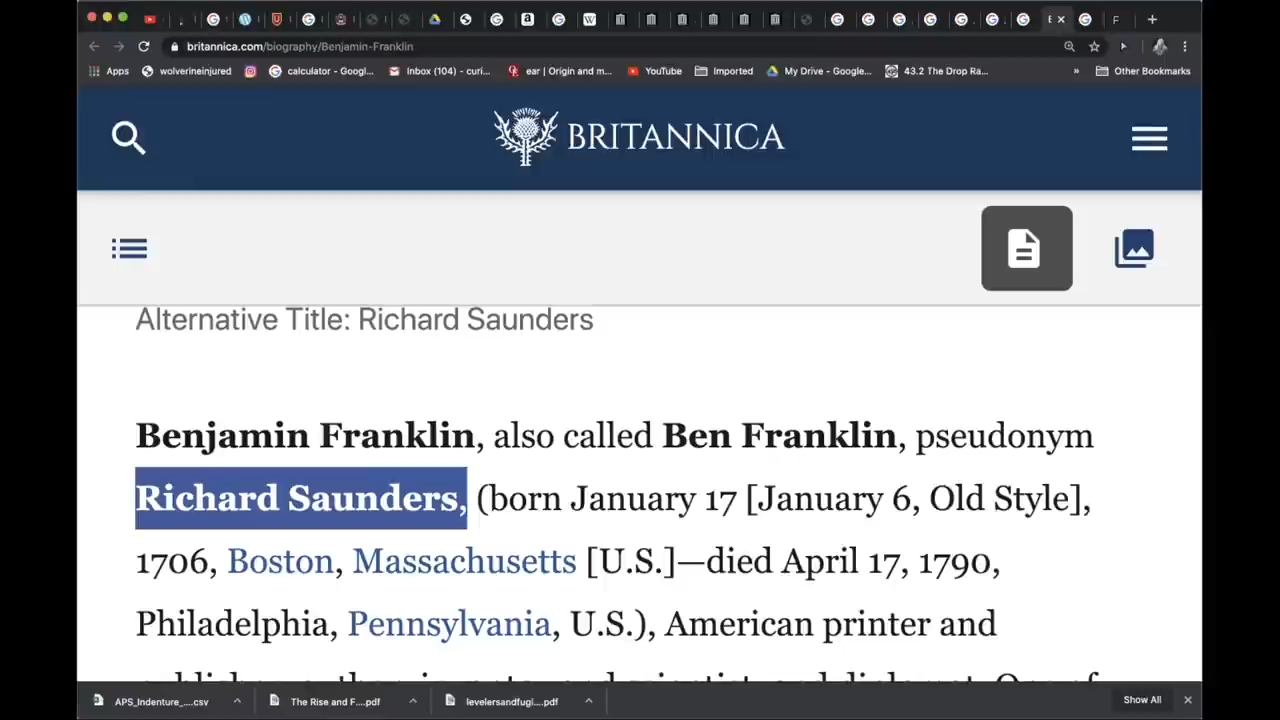 britannica.com/biography/Benjamin-Franklin
Apps wolverineinjured calculator - Googl... Inbox (104) - curi... ear | Origin and m... YouTube Imported My Drive - Google... 43.2 The Drop Ra... » Other Bookmarks
BRITANNICA
Alternative Title: Richard Saunders
Benjamin Franklin, also called Ben Franklin, pseudonym
Richard Saunders, (born January 17 [January 6, Old Style],
1706, Boston, Massachusetts [U.S.]—died April 17, 1790,
Philadelphia, Pennsylvania, U.S.), American printer and
APS_Indenture_....csv The Rise and F....pdf levelersandfugi....pdf Show All